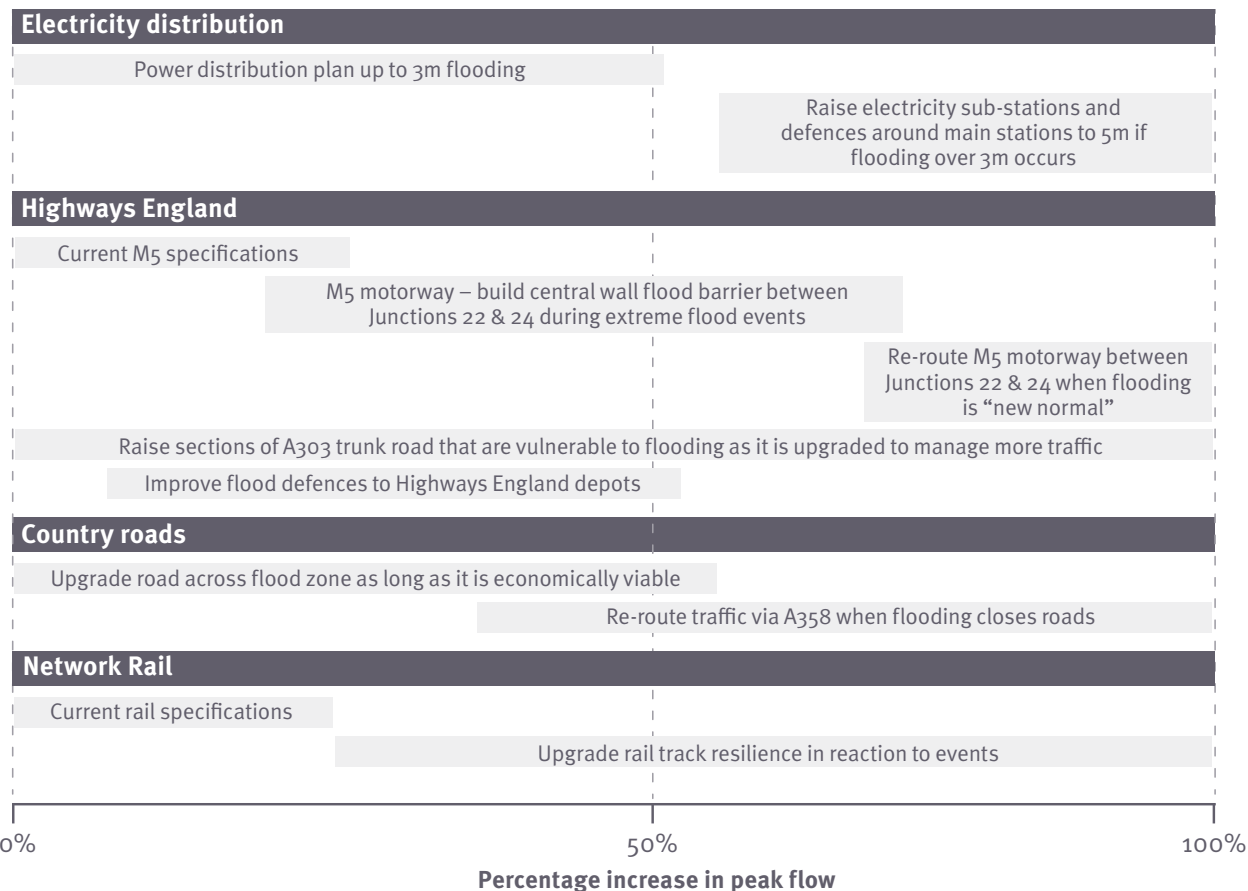 Electricity distribution
Power distribution plan up to 3m flooding
Raise electricity sub-stations and
defences around main stations to 5m if
flooding over 3m occurs
Highways England
Current M5 specifications
M5 motorway – build central wall flood barrier between
Junctions 22 & 24 during extreme flood events
Re-route M5 motorway between
Junctions 22 & 24 when flooding
is “new normal”
Raise sections of A303 trunk road that are vulnerable to flooding as it is upgraded to manage more traffic
Improve flood defences to Highways England depots
Country roads
Upgrade road across flood zone as long as it is economically viable
Re-route traffic via A358 when flooding closes roads
Network Rail
Current rail specifications
Upgrade rail track resilience in reaction to events
0%
50%
100%
Percentage increase in peak flow